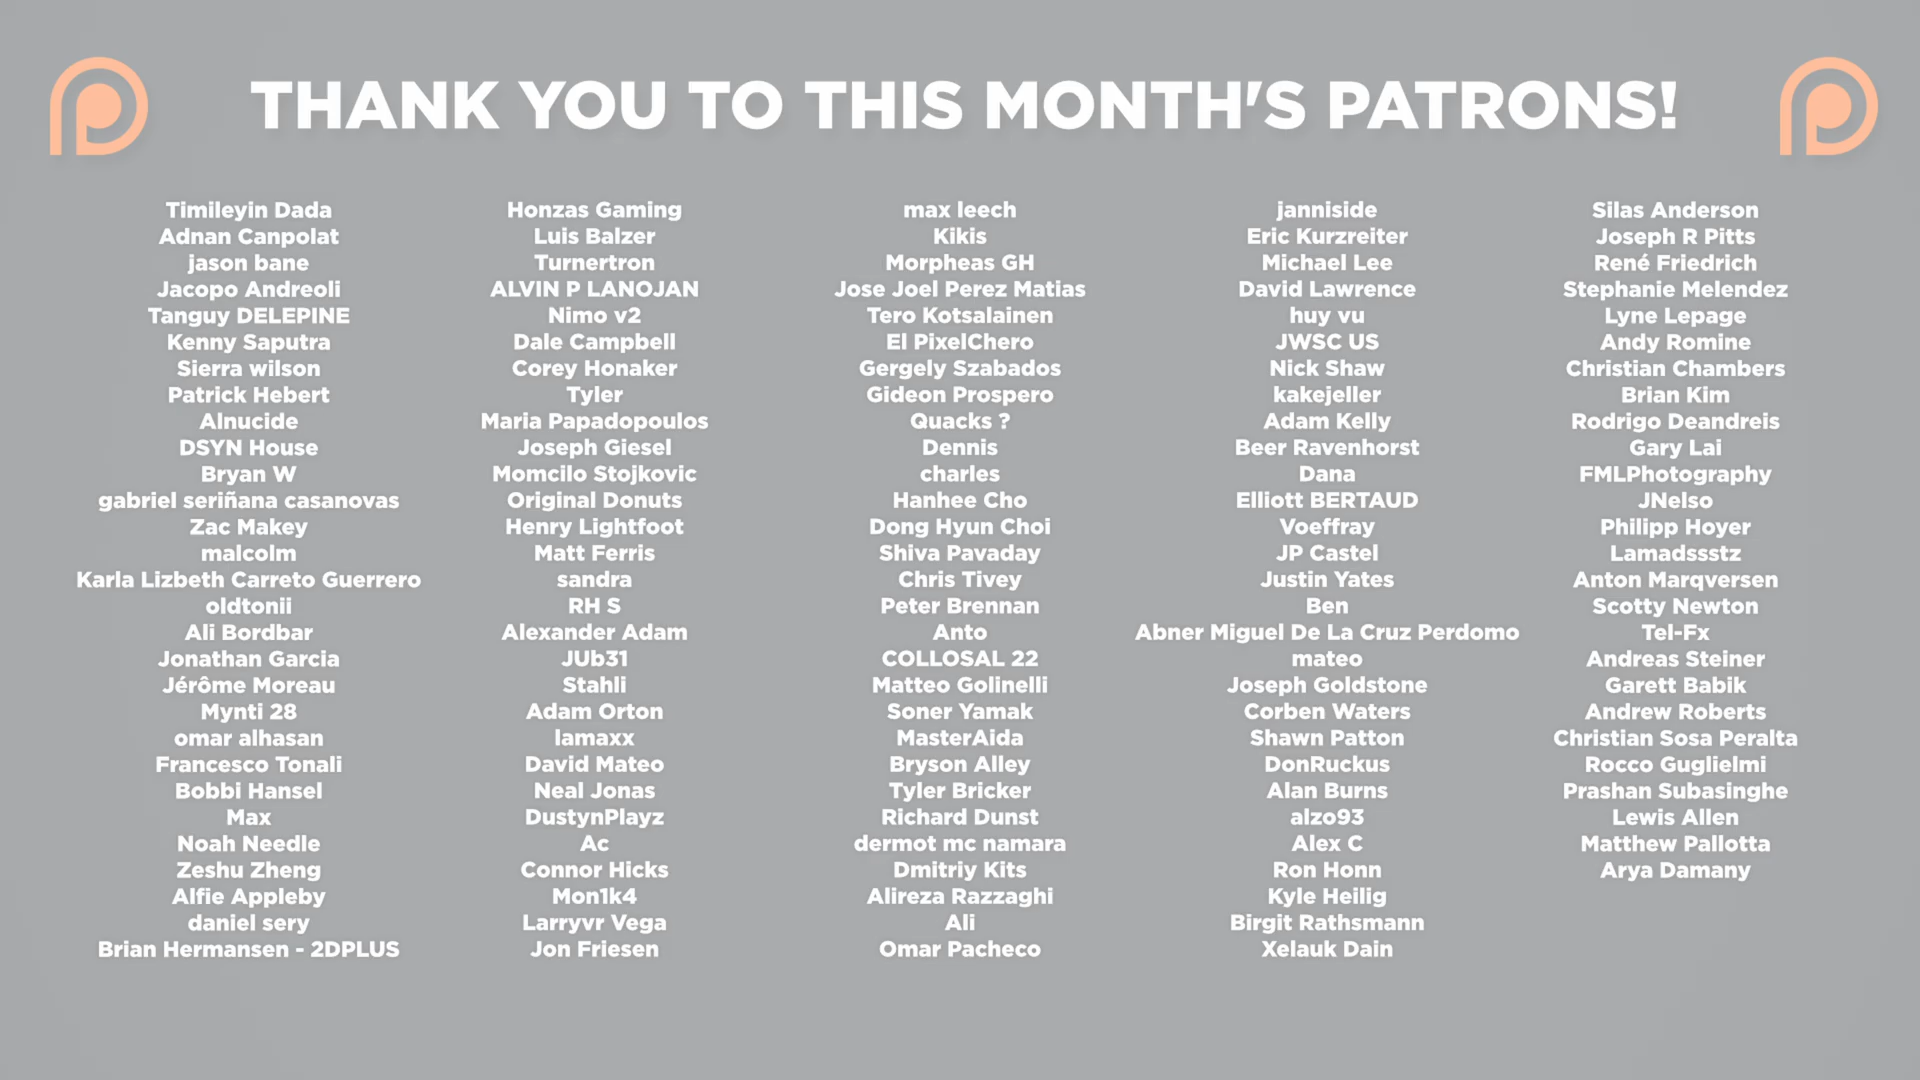 THANK YOU TO THIS MONTH'S PATRONS!
Timileyin Dada
Adnan Canpolat
jason bane
Jacopo Andreoli
Tanguy DELEPINE
Kenny Saputra
Sierra wilson
Patrick Hebert
Alnucide
DSYN House
Bryan W
gabriel seriñana casanovas
Zac Makey
malcolm
Karla Lizbeth Carreto Guerrero
oldtonii
Ali Bordbar
Jonathan Garcia
Jérôme Moreau
Mynti 28
omar alhasan
Francesco Tonali
Bobbi Hansel
Max
Noah Needle
Zeshu Zheng
Alfie Appleby
daniel sery
Brian Hermansen - 2DPLUS
Honzas Gaming
Luis Balzer
Turnertron
ALVIN P LANOJAN
Nimo v2
Dale Campbell
Corey Honaker
Tyler
Maria Papadopoulos
Joseph Giesel
Momcilo Stojkovic
Original Donuts
Henry Lightfoot
Matt Ferris
sandra
RH S
Alexander Adam
JUb31
Stahli
Adam Orton
lamaxx
David Mateo
Neal Jonas
DustynPlayz
Ac
Connor Hicks
Mon1k4
Larryvr Vega
Jon Friesen
max leech
Kikis
Morpheas GH
Jose Joel Perez Matias
Tero Kotsalainen
El PixelChero
Gergely Szabados
Gideon Prospero
Quacks ?
Dennis
charles
Hanhee Cho
Dong Hyun Choi
Shiva Pavaday
Chris Tivey
Peter Brennan
Anto
COLLOSAL 22
Matteo Golinelli
Soner Yamak
MasterAida
Bryson Alley
Tyler Bricker
Richard Dunst
dermot mc namara
Dmitriy Kits
Alireza Razzaghi
Ali
Omar Pacheco
janniside
Eric Kurzreiter
Michael Lee
David Lawrence
huy vu
JWSC US
Nick Shaw
kakejeller
Adam Kelly
Beer Ravenhorst
Dana
Elliott BERTAUD
Voeffray
JP Castel
Justin Yates
Ben
Abner Miguel De La Cruz Perdomo
mateo
Joseph Goldstone
Corben Waters
Shawn Patton
DonRuckus
Alan Burns
alzo93
Alex C
Ron Honn
Kyle Heilig
Birgit Rathsmann
Xelauk Dain
Silas Anderson
Joseph R Pitts
René Friedrich
Stephanie Melendez
Lyne Lepage
Andy Romine
Christian Chambers
Brian Kim
Rodrigo Deandreis
Gary Lai
FMLPhotography
JNelso
Philipp Hoyer
Lamadssstz
Anton Marqversen
Scotty Newton
Tel-Fx
Andreas Steiner
Garett Babik
Andrew Roberts
Christian Sosa Peralta
Rocco Guglielmi
Prashan Subasinghe
Lewis Allen
Matthew Pallotta
Arya Damany